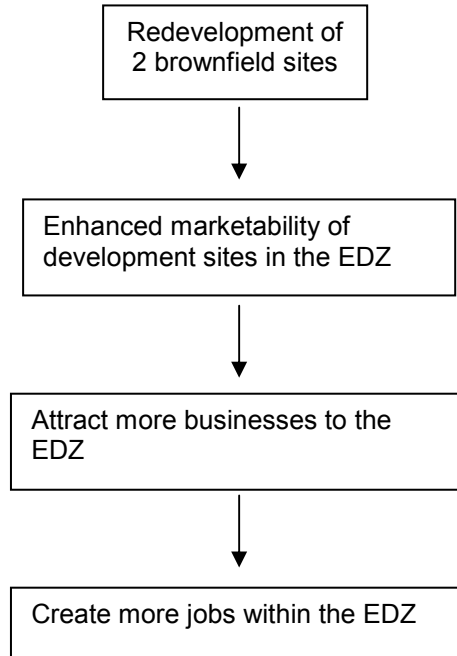 Redevelopment of
2 brownfield sites
Enhanced marketability of
development sites in the EDZ
Attract more businesses to the
EDZ
Create more jobs within the EDZ